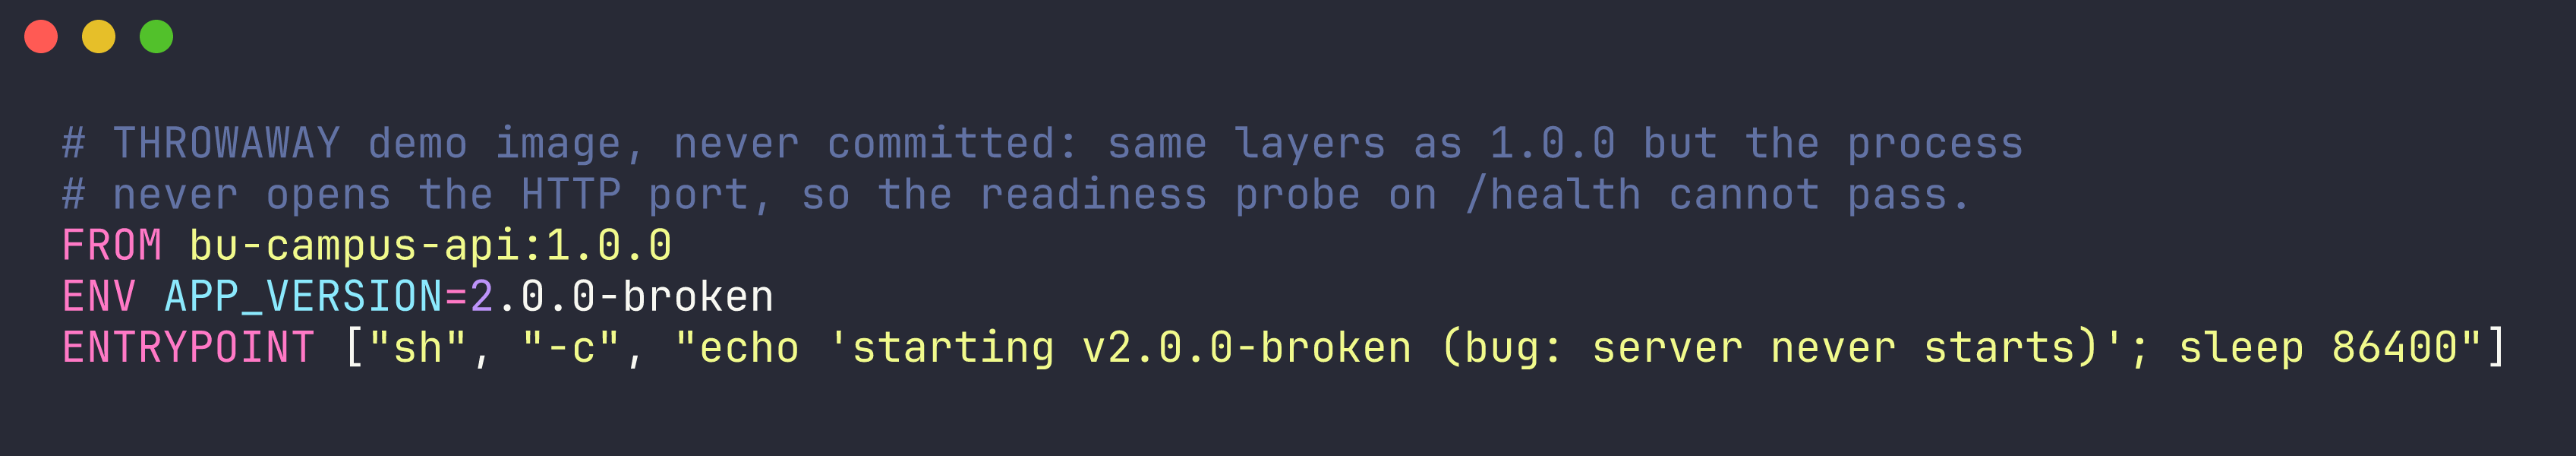 # THROWAWAY demo image, never committed: same layers as 1.0.0 but the process
# never opens the HTTP port, so the readiness probe on /health cannot pass.
FROM bu-campus-api:1.0.0
ENV APP_VERSION=2.0.0-broken
ENTRYPOINT ["sh", "-c", "echo 'starting v2.0.0-broken (bug: server never starts)'; sleep 86400"]